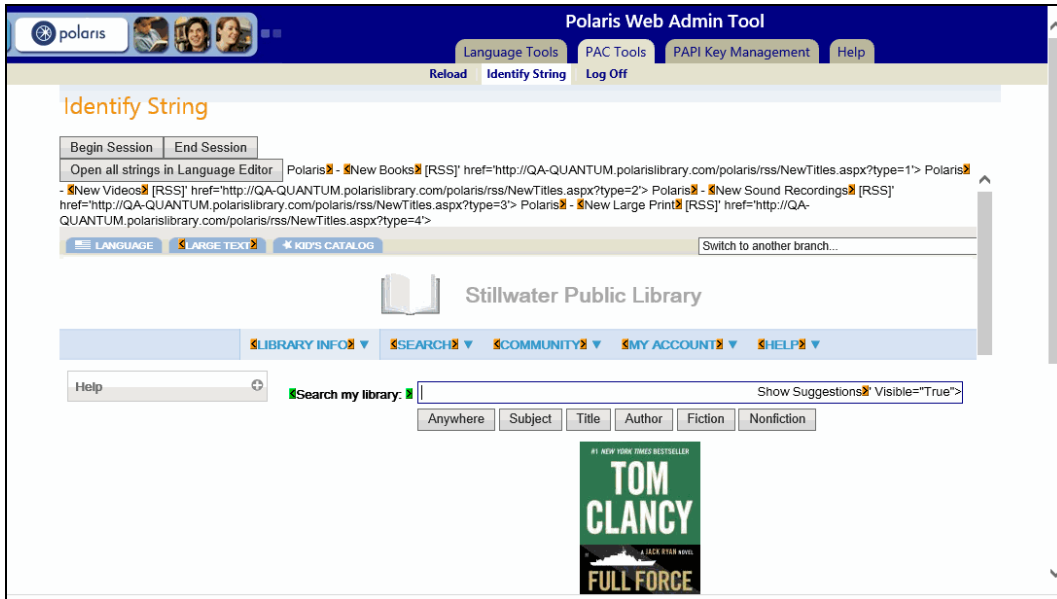 polaris
Polaris Web Admin Tool
Language Tools PAC Tools PAPI Key Management Help
Reload Identify String Log Off
Identify String
Begin Session End Session
Open all strings in Language Editor Polaris> - <New Books> [RSS]' href='http://QA-QUANTUM.polarislibrary.com/polaris/rss/NewTitles.aspx?type=1'> Polaris>
- <New Videos> [RSS]' href='http://QA-QUANTUM.polarislibrary.com/polaris/rss/NewTitles.aspx?type=2'> Polaris> - <New Sound Recordings> [RSS]'
href='http://QA-QUANTUM.polarislibrary.com/polaris/rss/NewTitles.aspx?type=3'> Polaris> - <New Large Print> [RSS]' href='http://QA-
QUANTUM.polarislibrary.com/polaris/rss/NewTitles.aspx?type=4'>
LANGUAGE <LARGE TEXT> KID'S CATALOG Switch to another branch...
Stillwater Public Library
<LIBRARY INFO> ▼ <SEARCH> ▼ <COMMUNITY> ▼ <MY ACCOUNT> ▼ <HELP> ▼
Help
<Search my library: > Show Suggestions>' Visible="True">
Anywhere Subject Title Author Fiction Nonfiction
#1 NEW YORK TIMES BESTSELLER
TOM
CLANCY
A JACK RYAN NOVEL
FULL FORCE